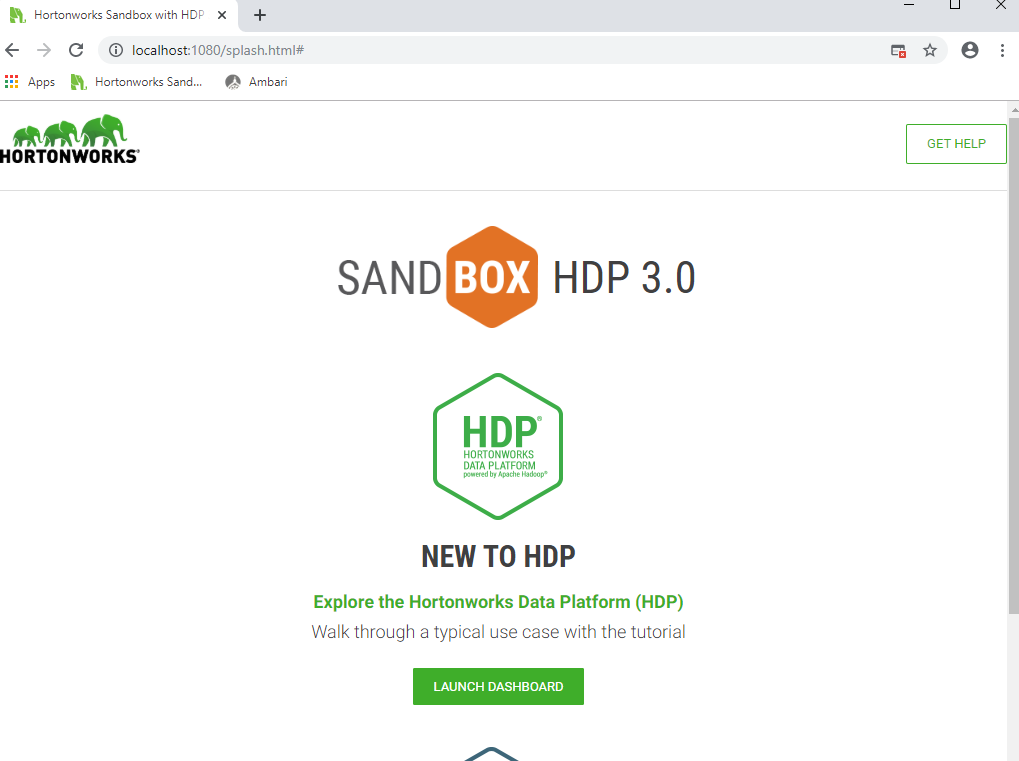 Hortonworks Sandbox with HDP
localhost:1080/splash.html#
Apps
Hortonworks Sand...
Ambari
HORTONWORKS®
GET HELP
SANDBOX HDP 3.0
HDP®
HORTONWORKS
DATA PLATFORM
powered by Apache Hadoop®
NEW TO HDP
Explore the Hortonworks Data Platform (HDP)
Walk through a typical use case with the tutorial
LAUNCH DASHBOARD